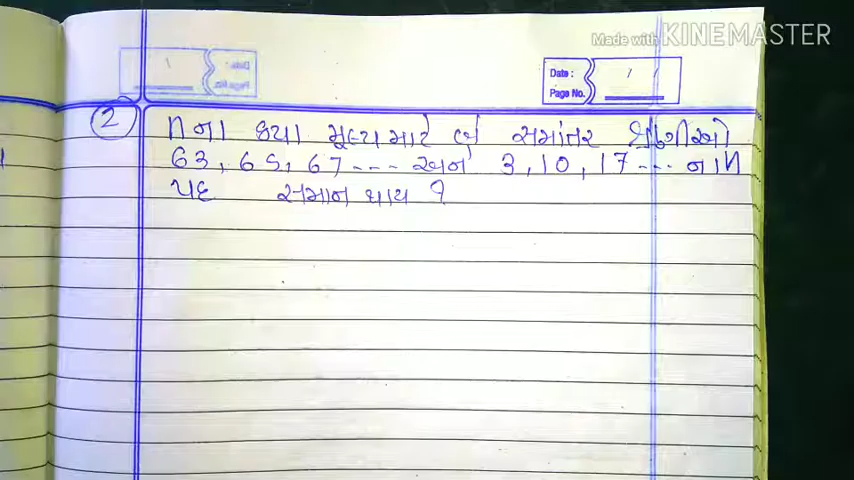 Made with KINEMASTER
Date : / /
Page No.
2 n ના કયા મૂલ્ય માટે બે સમાંતર શ્રેણીઓ
63, 65, 67 --- અને 3, 10, 17 --- ના n
પદ સમાન થાય ?